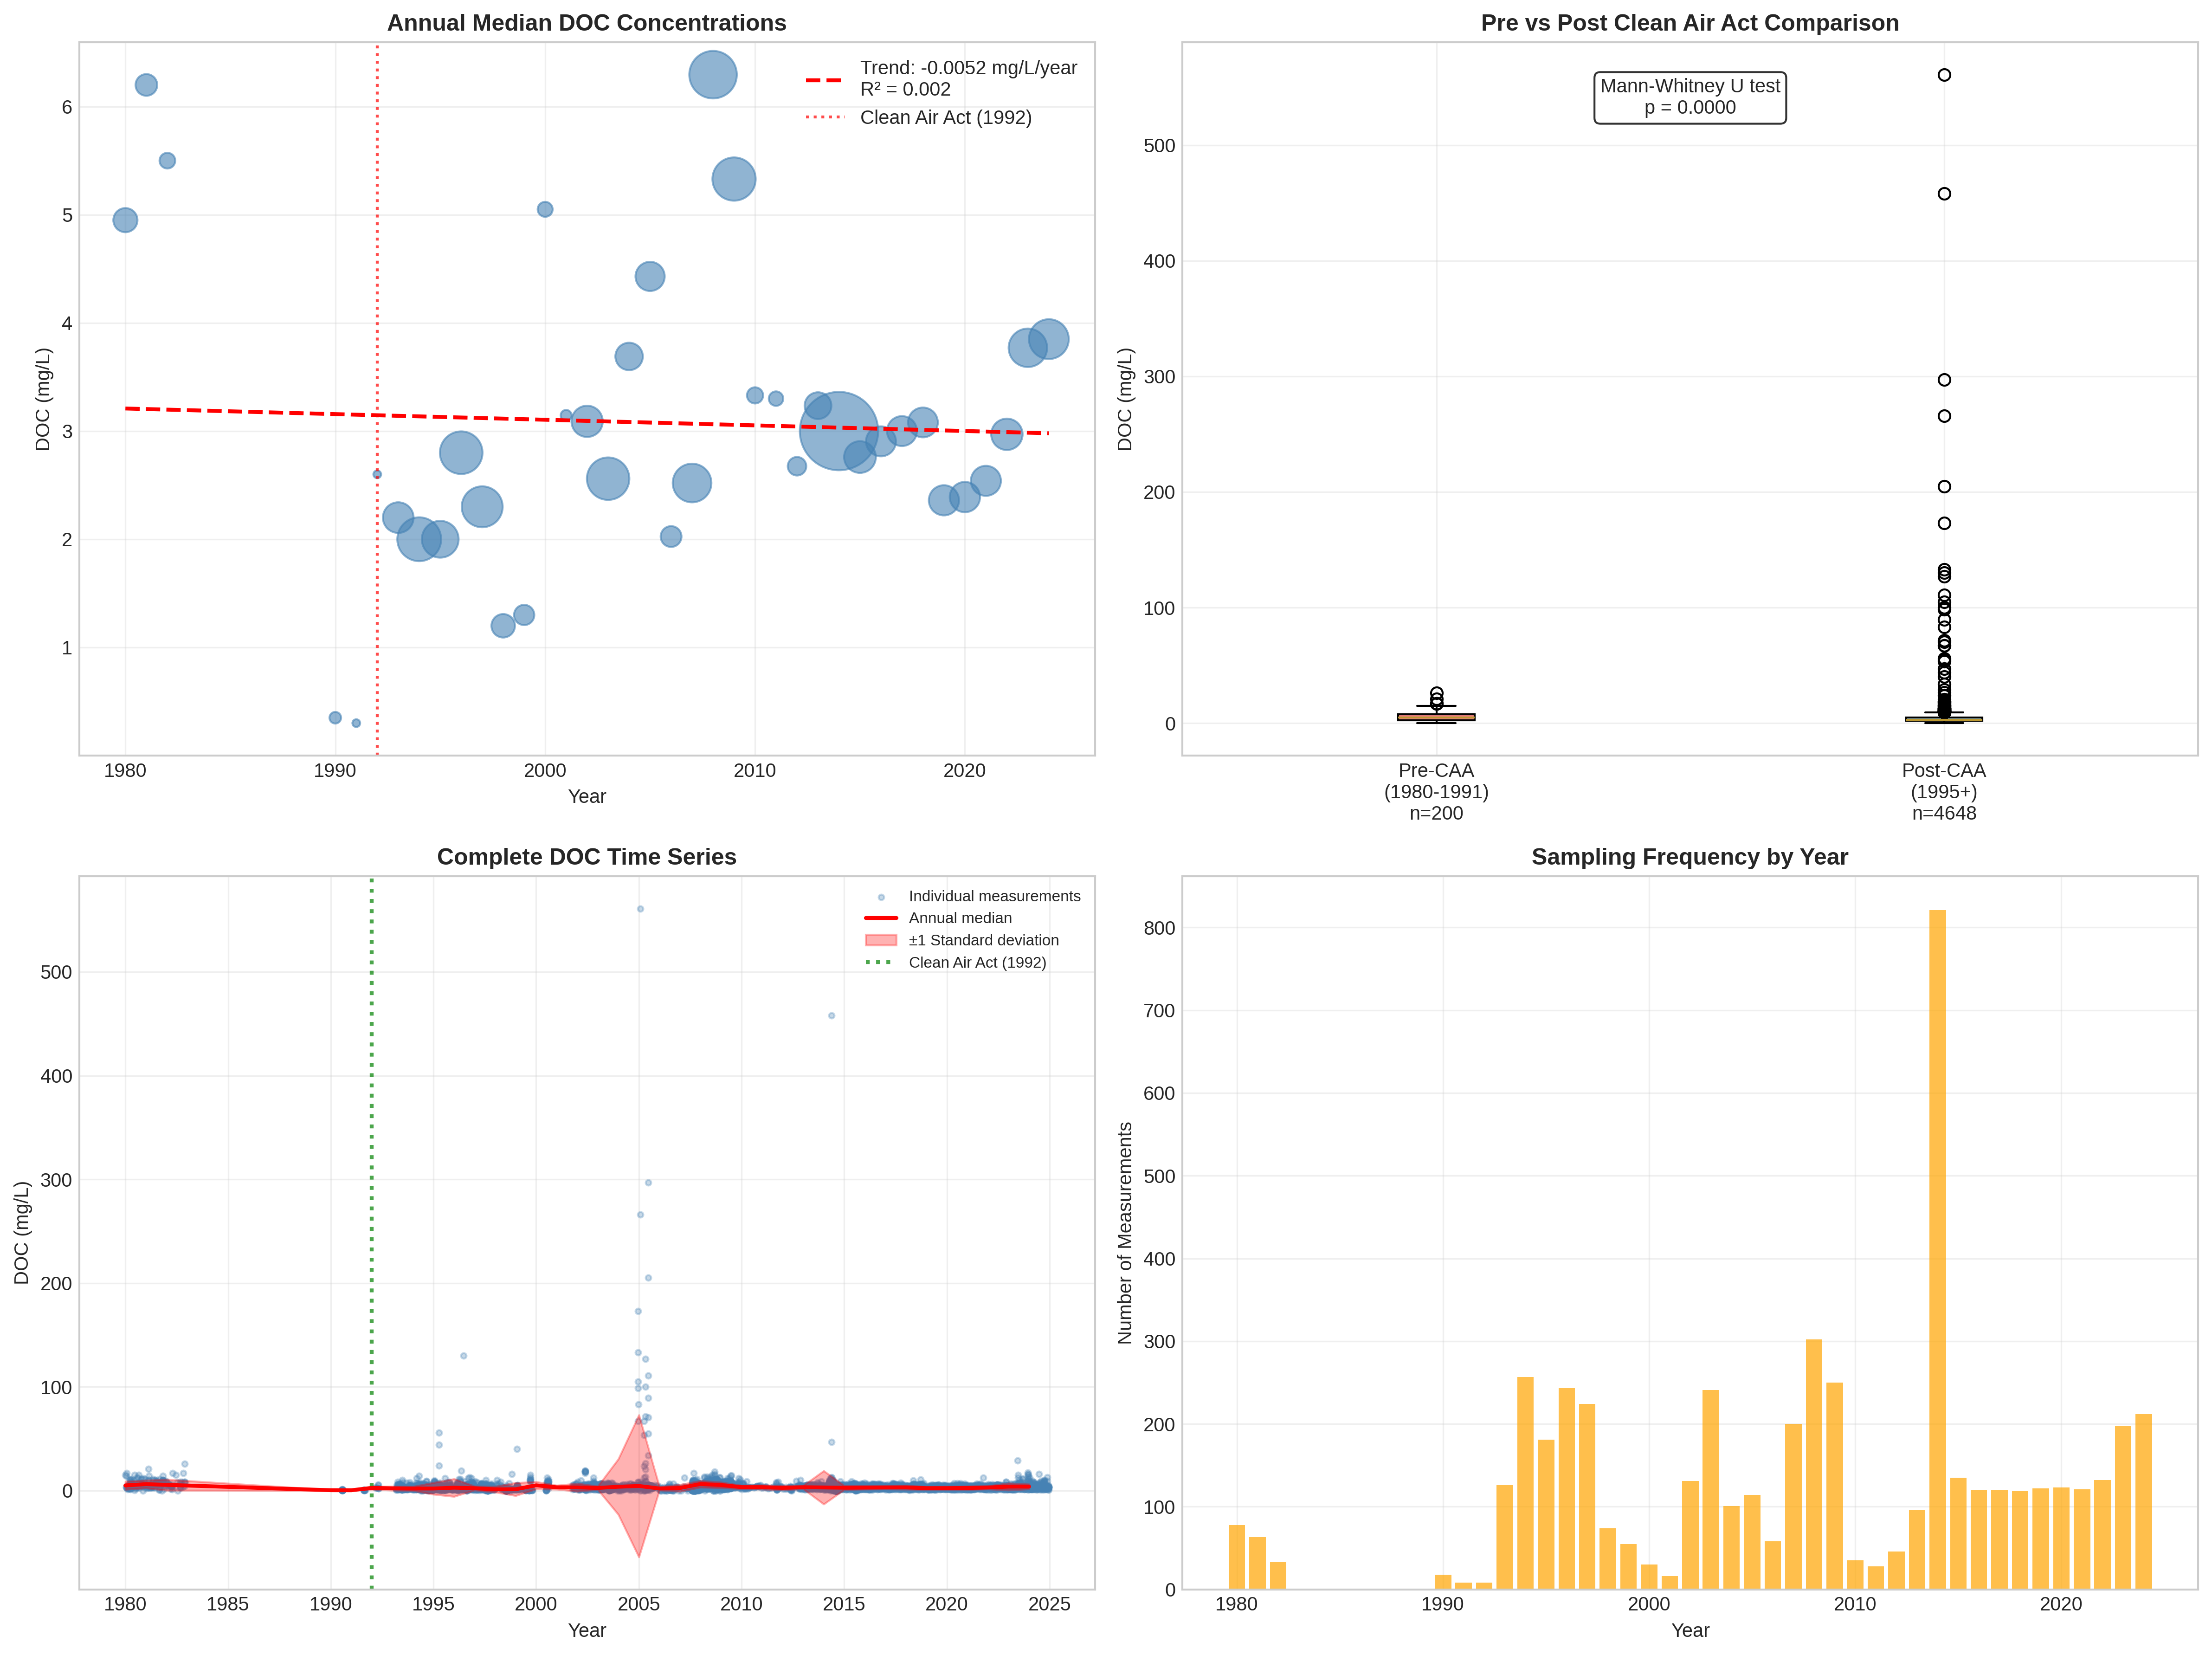 Annual Median DOC Concentrations
DOC (mg/L)
6
5
4
3
2
1
Trend: -0.0052 mg/L/year
R² = 0.002
Clean Air Act (1992)
1980
1990
2000
2010
2020
Year
Pre vs Post Clean Air Act Comparison
DOC (mg/L)
500
400
300
200
100
0
Mann-Whitney U test
p = 0.0000
Pre-CAA
(1980-1991)
n=200
Post-CAA
(1995+)
n=4648
Complete DOC Time Series
DOC (mg/L)
500
400
300
200
100
0
Individual measurements
Annual median
±1 Standard deviation
Clean Air Act (1992)
1980
1985
1990
1995
2000
2005
2010
2015
2020
2025
Year
Sampling Frequency by Year
Number of Measurements
800
700
600
500
400
300
200
100
0
1980
1990
2000
2010
2020
Year